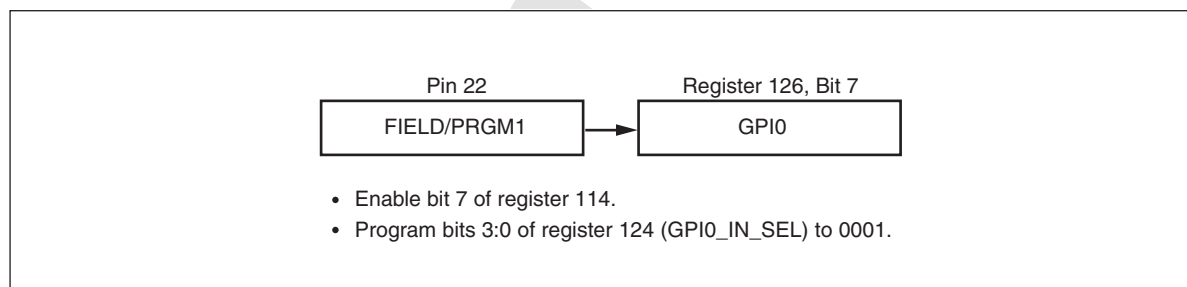 Pin 22
Register 126, Bit 7
FIELD/PRGM1
GPI0
• Enable bit 7 of register 114.
• Program bits 3:0 of register 124 (GPI0_IN_SEL) to 0001.